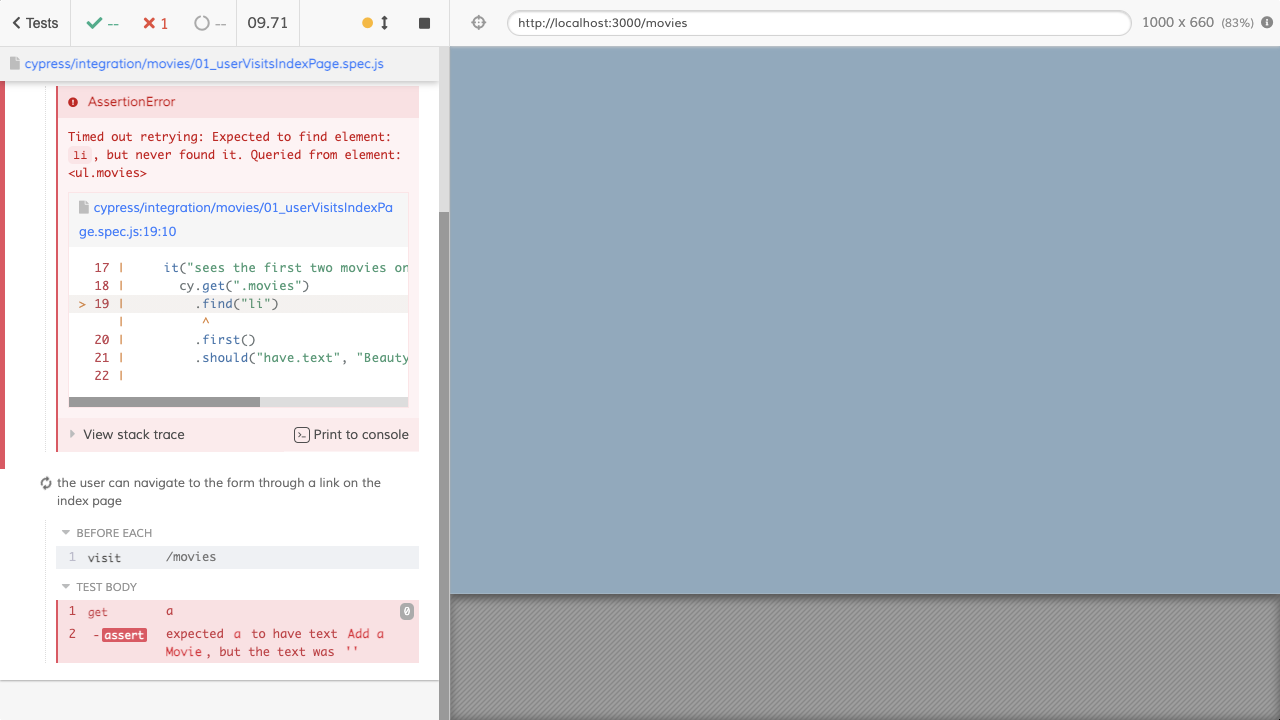 Tests
--
1
--
09.71
http://localhost:3000/movies
1000 x 660 (83%)
cypress/integration/movies/01_userVisitsIndexPage.spec.js
AssertionError
Timed out retrying: Expected to find element:
li, but never found it. Queried from element:
<ul.movies>
cypress/integration/movies/01_userVisitsIndexPa
ge.spec.js:19:10
17 | it("sees the first two movies on
18 | cy.get(".movies")
> 19 | .find("li")
| ^
20 | .first()
21 | .should("have.text", "Beauty
22 |
View stack trace
Print to console
the user can navigate to the form through a link on the
index page
BEFORE EACH
1 visit /movies
TEST BODY
1 get a 0
2 -assert expected a to have text Add a
Movie, but the text was ''